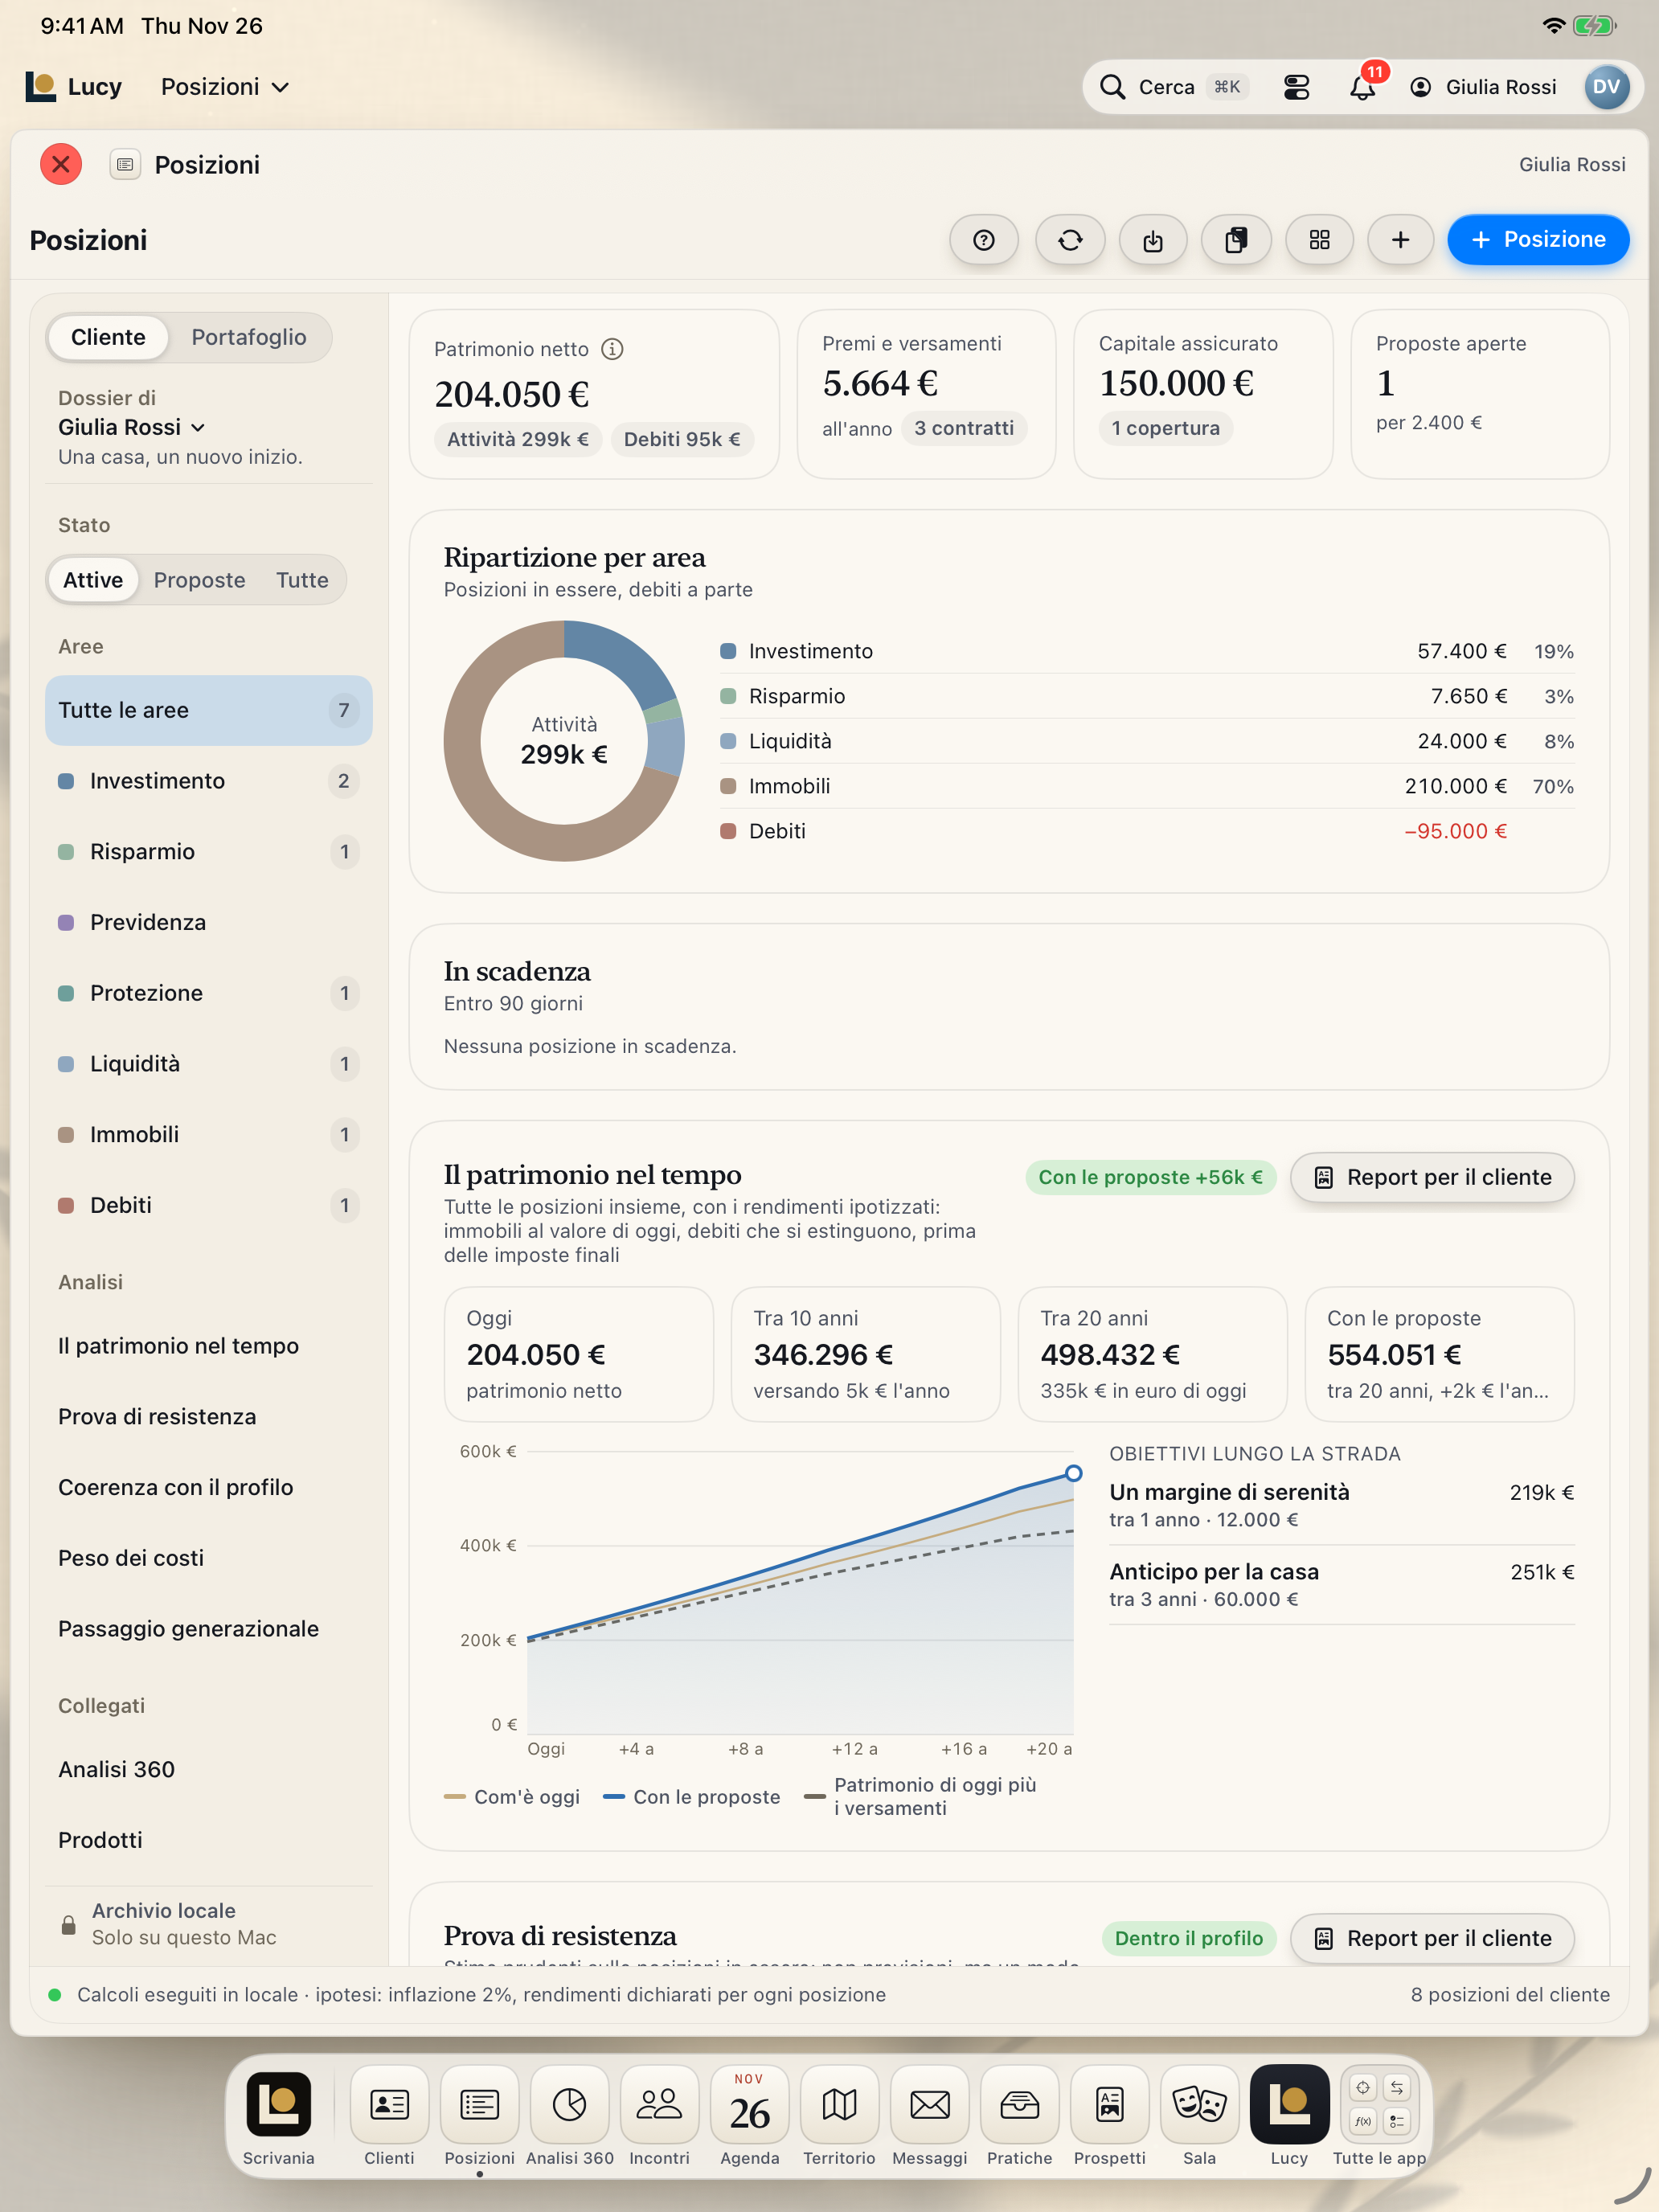 9:41 AM Thu Nov 26
Lucy Posizioni
Cerca ⌘K 11 Giulia Rossi DV
Posizioni Giulia Rossi
Posizioni
+ Posizione
Cliente Portafoglio
Dossier di
Giulia Rossi
Una casa, un nuovo inizio.
Stato
Attive Proposte Tutte
Aree
Tutte le aree 7
Investimento 2
Risparmio 1
Previdenza
Protezione 1
Liquidità 1
Immobili 1
Debiti 1
Analisi
Il patrimonio nel tempo
Prova di resistenza
Coerenza con il profilo
Peso dei costi
Passaggio generazionale
Collegati
Analisi 360
Prodotti
Archivio locale
Solo su questo Mac
Patrimonio netto
204.050 €
Attività 299k € Debiti 95k €
Premi e versamenti
5.664 €
all'anno 3 contratti
Capitale assicurato
150.000 €
1 copertura
Proposte aperte
1
per 2.400 €
Ripartizione per area
Posizioni in essere, debiti a parte
Attività
299k €
Investimento 57.400 € 19%
Risparmio 7.650 € 3%
Liquidità 24.000 € 8%
Immobili 210.000 € 70%
Debiti –95.000 €
In scadenza
Entro 90 giorni
Nessuna posizione in scadenza.
Il patrimonio nel tempo
Con le proposte +56k € Report per il cliente
Tutte le posizioni insieme, con i rendimenti ipotizzati:
immobili al valore di oggi, debiti che si estinguono, prima
delle imposte finali
Oggi
204.050 €
patrimonio netto
Tra 10 anni
346.296 €
versando 5k € l'anno
Tra 20 anni
498.432 €
335k € in euro di oggi
Con le proposte
554.051 €
tra 20 anni, +2k € l'an...
600k €
400k €
200k €
0 €
Oggi +4 a +8 a +12 a +16 a +20 a
Com'è oggi Con le proposte Patrimonio di oggi più
i versamenti
OBIETTIVI LUNGO LA STRADA
Un margine di serenità 219k €
tra 1 anno · 12.000 €
Anticipo per la casa 251k €
tra 3 anni · 60.000 €
Prova di resistenza
Dentro il profilo Report per il cliente
Calcoli eseguiti in locale · ipotesi: inflazione 2%, rendimenti dichiarati per ogni posizione
8 posizioni del cliente
NOV
26
f(x)
Scrivania Clienti Posizioni Analisi 360 Incontri Agenda Territorio Messaggi Pratiche Prospetti Sala Lucy Tutte le app